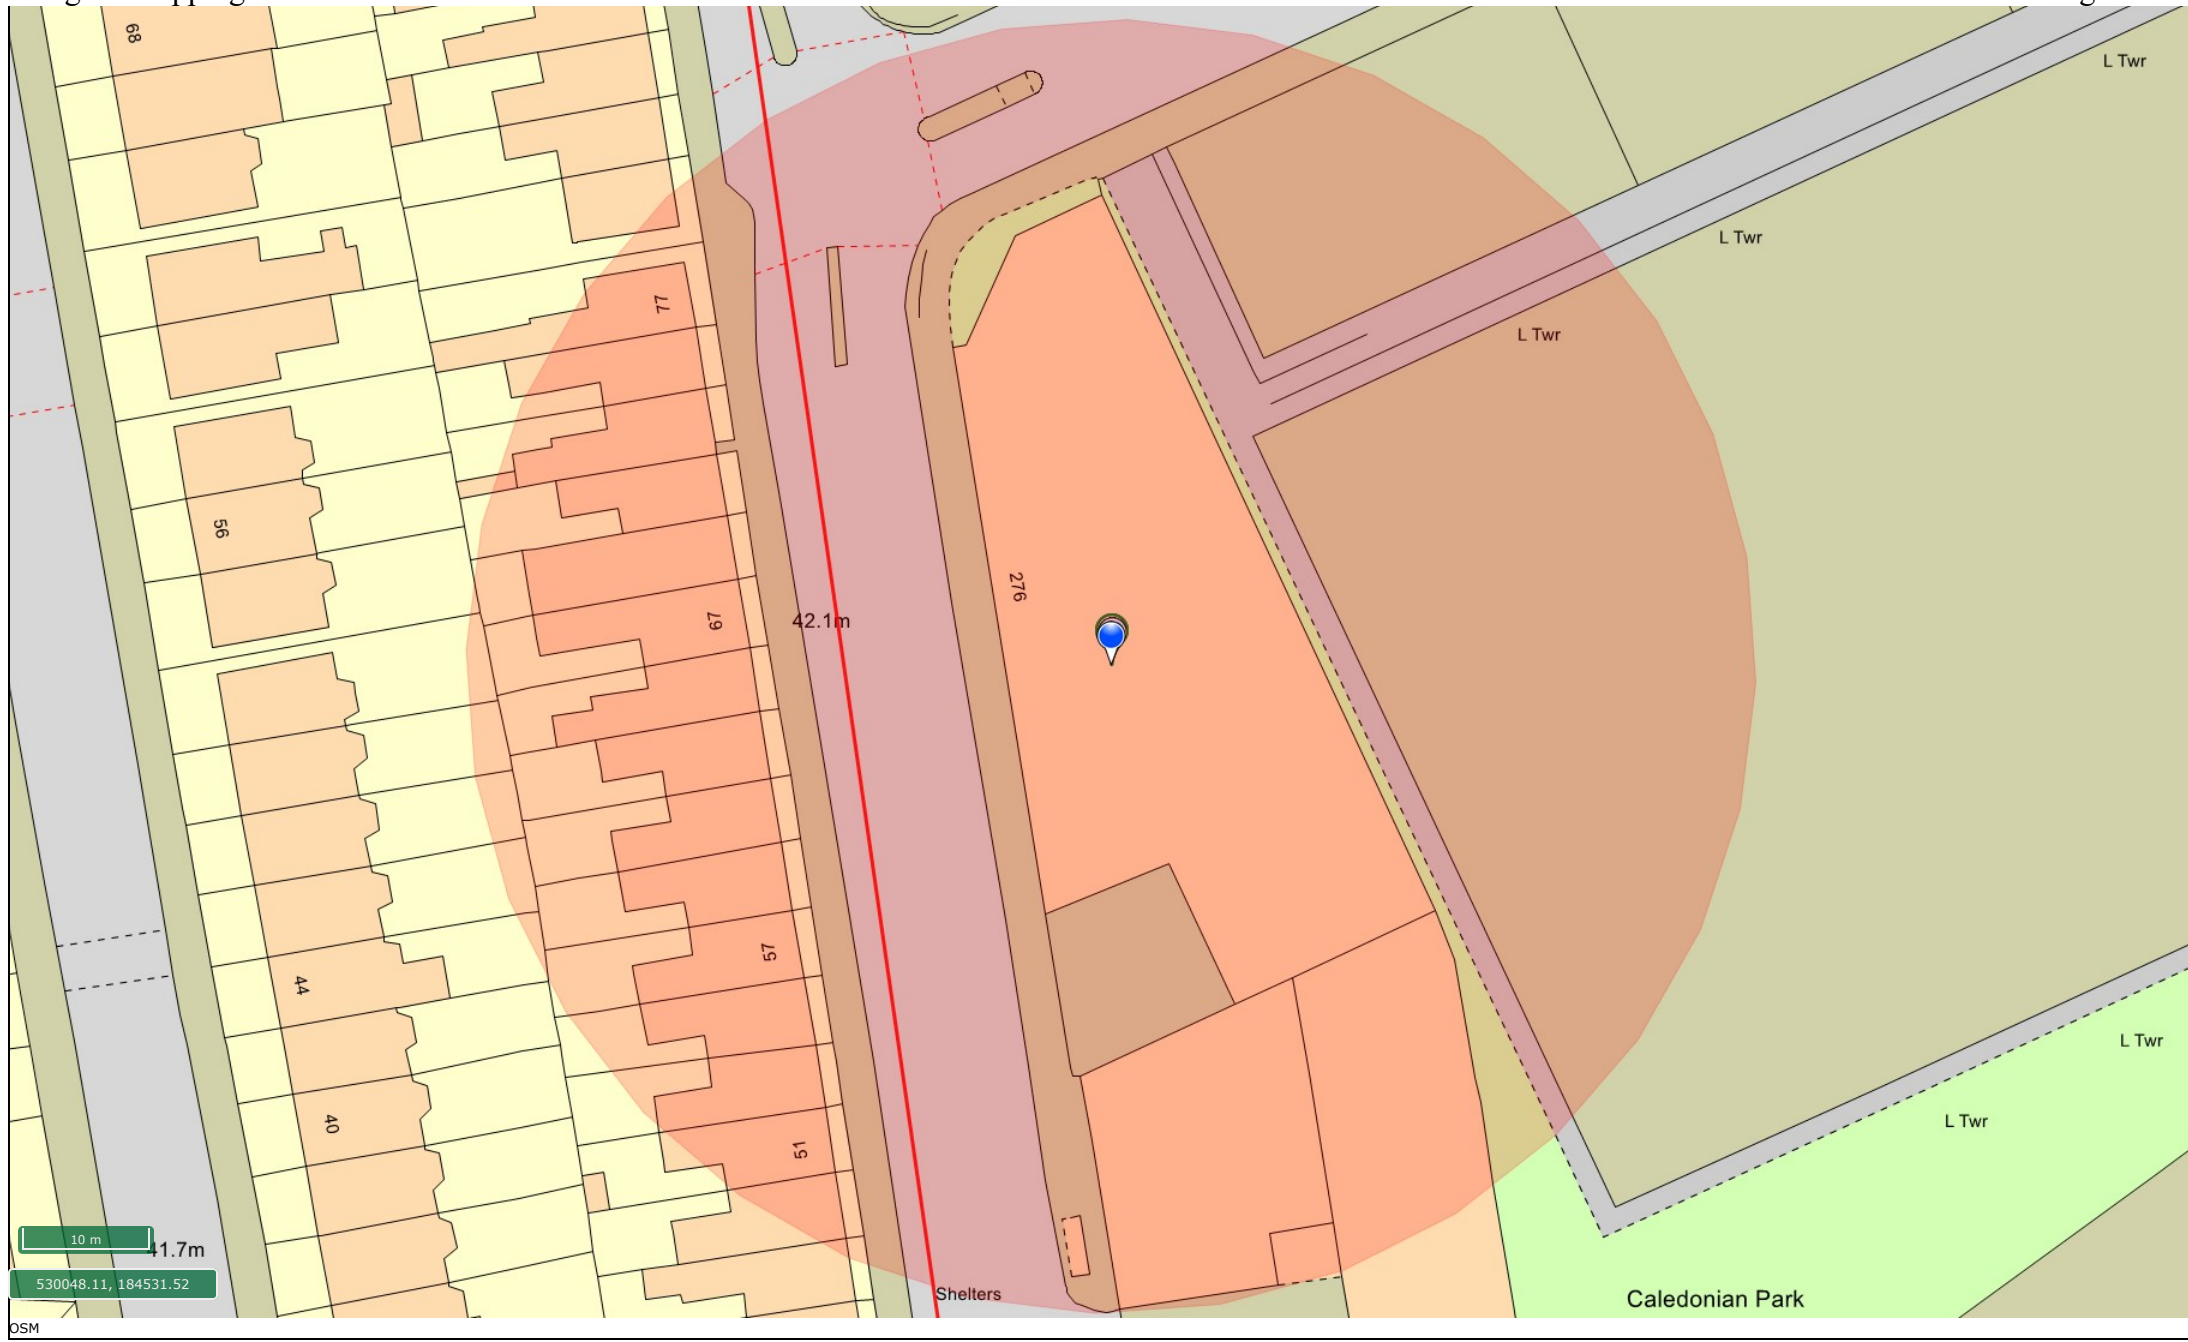 68
L Twr
L Twr
77
L Twr
56
276
67
42.1m
57
44
L Twr
40
L Twr
51
10 m
41.7m
530048.11, 184531.52
Shelters
Caledonian Park
OSM